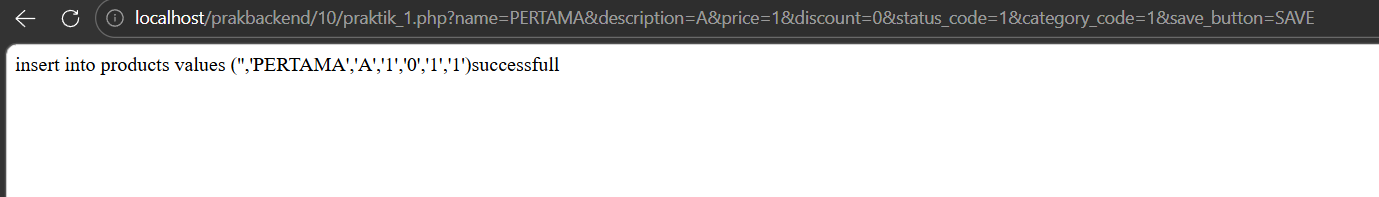 localhost/prakbackend/10/praktik_1.php?name=PERTAMA&description=A&price=1&discount=0&status_code=1&category_code=1&save_button=SAVE
insert into products values ('','PERTAMA','A','1','0','1','1')successfull